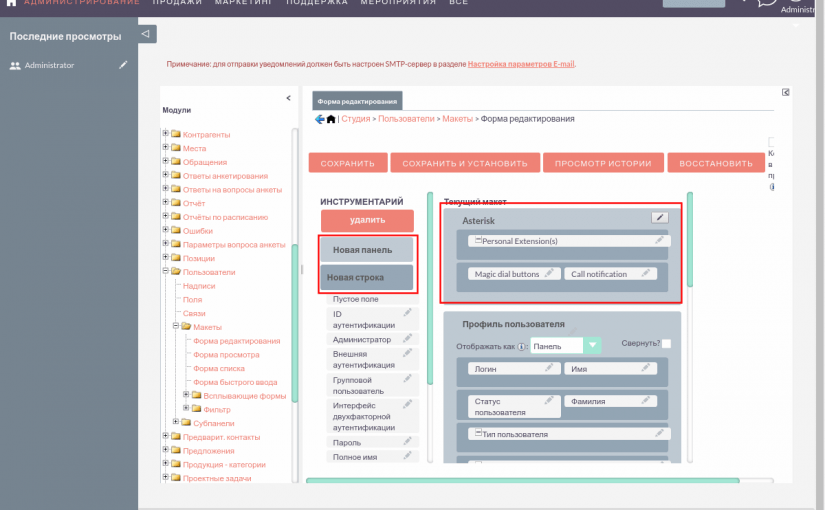 АДМИНИСТРИРОВАНИЕ ПРОДАЖИ МАРКЕТИНГ ПОДДЕРЖКА МЕРОПРИЯТИЯ ВСЕ
Administr
Последние просмотры
Administrator
Примечание: для отправки уведомлений должен быть настроен SMTP-сервер в разделе Настройка параметров E-mail.
Модули
Контрагенты
Места
Обращения
Ответы анкетирования
Ответы на вопросы анкеты
Отчёт
Отчёты по расписанию
Ошибки
Параметры вопроса анкеты
Позиции
Пользователи
Надписи
Поля
Связи
Макеты
Форма редактирования
Форма просмотра
Форма списка
Форма быстрого ввода
Всплывающие формы
Фильтр
Субпанели
Предварит. контакты
Предложения
Продукция - категории
Проектные задачи
Форма редактирования
| Студия > Пользователи > Макеты > Форма редактирования
СОХРАНИТЬ СОХРАНИТЬ И УСТАНОВИТЬ ПРОСМОТР ИСТОРИИ ВОССТАНОВИТЬ
ИНСТРУМЕНТАРИЙ
удалить
Новая панель
Новая строка
Пустое поле
ID
аутентификации
Администратор
Внешняя
аутентификация
Групповой
пользователь
Интерфейс
двухфакторной
аутентификации
Пароль
Полное имя
Текущий макет
Asterisk
Personal Extension(s)
Magic dial buttons Call notification
Профиль пользователя
Отображать как : Панель Свернуть?
Логин Имя
Статус
пользователя
Фамилия
Тип пользователя